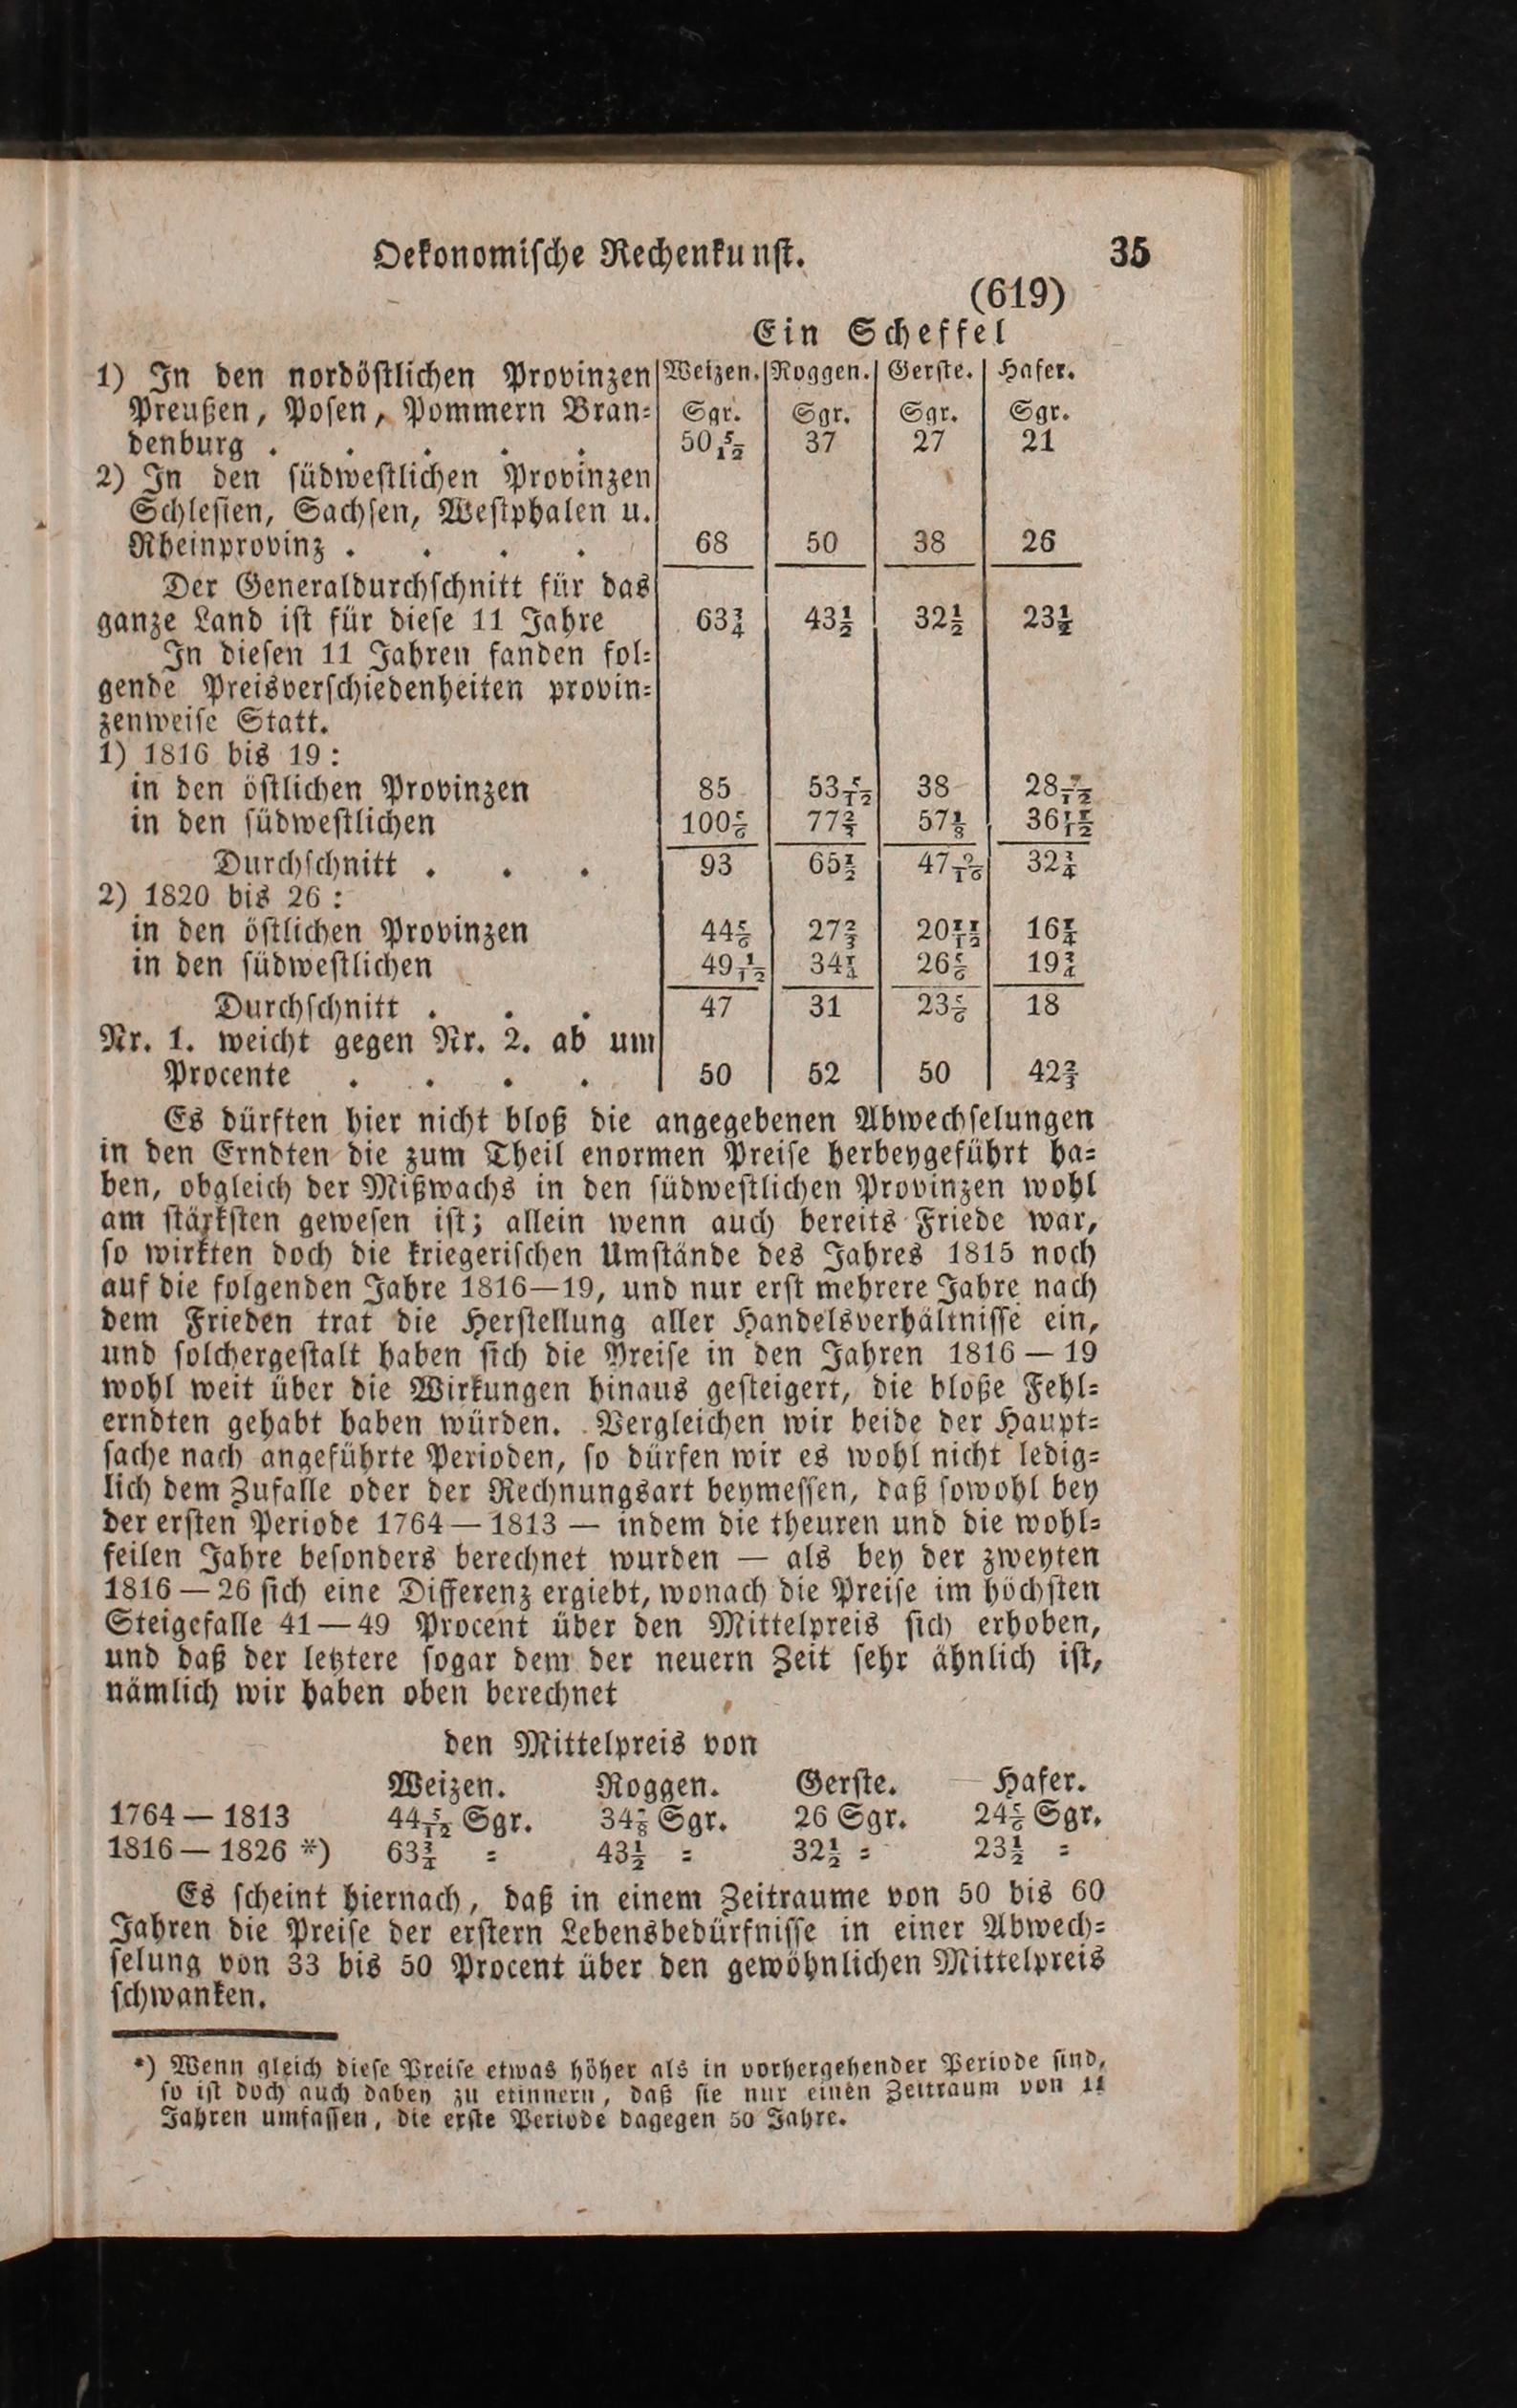 Oekonomiſche Rechenkunſt. 35
(619)
Ein Scheffel
1) In den nordöſtlichen Provinzen Weizen. Roggen. Gerſte. Hafer.
Preußen, Poſen, Pommern Bran- Sgr. Sgr. Sgr. Sgr.
denburg . . . . . 50 5/12 37 27 21
2) In den ſüdweſtlichen Provinzen
Schleſien, Sachſen, Weſtphalen u.
Rheinprovinz . . . . 68 50 38 26
Der Generaldurchſchnitt für das
ganze Land iſt für dieſe 11 Jahre 63¾ 43½ 32½ 23½
In dieſen 11 Jahren fanden fol-
gende Preisverſchiedenheiten provin-
zenweiſe Statt.
1) 1816 bis 19:
in den öſtlichen Provinzen 85 53 5/12 38 28 7/12
in den ſüdweſtlichen 100⅚ 77⅔ 57⅛ 36 11/12
Durchſchnitt . . . 93 65½ 47 9/16 32¾
2) 1820 bis 26:
in den öſtlichen Provinzen 44⅚ 27⅔ 20 11/12 16¼
in den ſüdweſtlichen 49 1/12 34¼ 26⅚ 19¾
Durchſchnitt . . . 47 31 23⅚ 18
Nr. 1. weicht gegen Nr. 2. ab um
Procente . . . . 50 52 50 42⅔
Es dürften hier nicht bloß die angegebenen Abwechſelungen
in den Erndten die zum Theil enormen Preiſe herbeygeführt ha-
ben, obgleich der Mißwachs in den ſüdweſtlichen Provinzen wohl
am ſtärkſten geweſen iſt; allein wenn auch bereits Friede war,
ſo wirkten doch die kriegeriſchen Umſtände des Jahres 1815 noch
auf die folgenden Jahre 1816—19, und nur erſt mehrere Jahre nach
dem Frieden trat die Herſtellung aller Handelsverhältniſſe ein,
und ſolchergeſtalt haben ſich die Preiſe in den Jahren 1816 — 19
wohl weit über die Wirkungen hinaus geſteigert, die bloße Fehl-
erndten gehabt haben würden. Vergleichen wir beide der Haupt-
ſache nach angeführte Perioden, ſo dürfen wir es wohl nicht ledig-
lich dem Zufalle oder der Rechnungsart beymeſſen, daß ſowohl bey
der erſten Periode 1764 — 1813 — indem die theuren und die wohl-
feilen Jahre beſonders berechnet wurden — als bey der zweyten
1816 — 26 ſich eine Differenz ergiebt, wonach die Preiſe im höchſten
Steigefalle 41 — 49 Procent über den Mittelpreis ſich erhoben,
und daß der letztere ſogar dem der neuern Zeit ſehr ähnlich iſt,
nämlich wir haben oben berechnet
den Mittelpreis von
Weizen. Roggen. Gerſte. Hafer.
1764 — 1813 44 5/12 Sgr. 34⅞ Sgr. 26 Sgr. 24⅚ Sgr.
1816 — 1826 *) 63¾ = 43½ = 32½ = 23½ =
Es ſcheint hiernach, daß in einem Zeitraume von 50 bis 60
Jahren die Preiſe der erſtern Lebensbedürfniſſe in einer Abwech-
ſelung von 33 bis 50 Procent über den gewöhnlichen Mittelpreis
ſchwanken.
*) Wenn gleich dieſe Preiſe etwas höher als in vorhergehender Periode ſind,
ſo iſt doch auch dabey zu erinnern, daß ſie nur einen Zeitraum von 11
Jahren umfaſſen, die erſte Periode dagegen 50 Jahre.